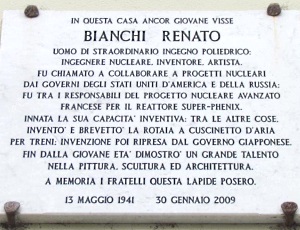 IN QUESTA CASA ANCOR GIOVANE VISSE
BIANCHI RENATO
UOMO DI STRAORDINARIO INGEGNO POLIEDRICO:
INGEGNERE NUCLEARE, INVENTORE, ARTISTA.
FU CHIAMATO A COLLABORARE A PROGETTI NUCLEARI
DAI GOVERNI DEGLI STATI UNITI D'AMERICA E DELLA RUSSIA;
FU TRA I RESPONSABILI DEL PROGETTO NUCLEARE AVANZATO
FRANCESE PER IL REATTORE SUPER-PHENIX.
INNATA LA SUA CAPACITA' INVENTIVA: TRA LE ALTRE COSE,
INVENTO' E BREVETTO' LA ROTAIA A CUSCINETTO D'ARIA
PER TRENI: INVENZIONE POI RIPRESA DAL GOVERNO GIAPPONESE.
FIN DALLA GIOVANE ETA' DIMOSTRO' UN GRANDE TALENTO
NELLA PITTURA, SCULTURA ED ARCHITETTURA.
A MEMORIA I FRATELLI QUESTA LAPIDE POSERO.
13 MAGGIO 1941 30 GENNAIO 2009